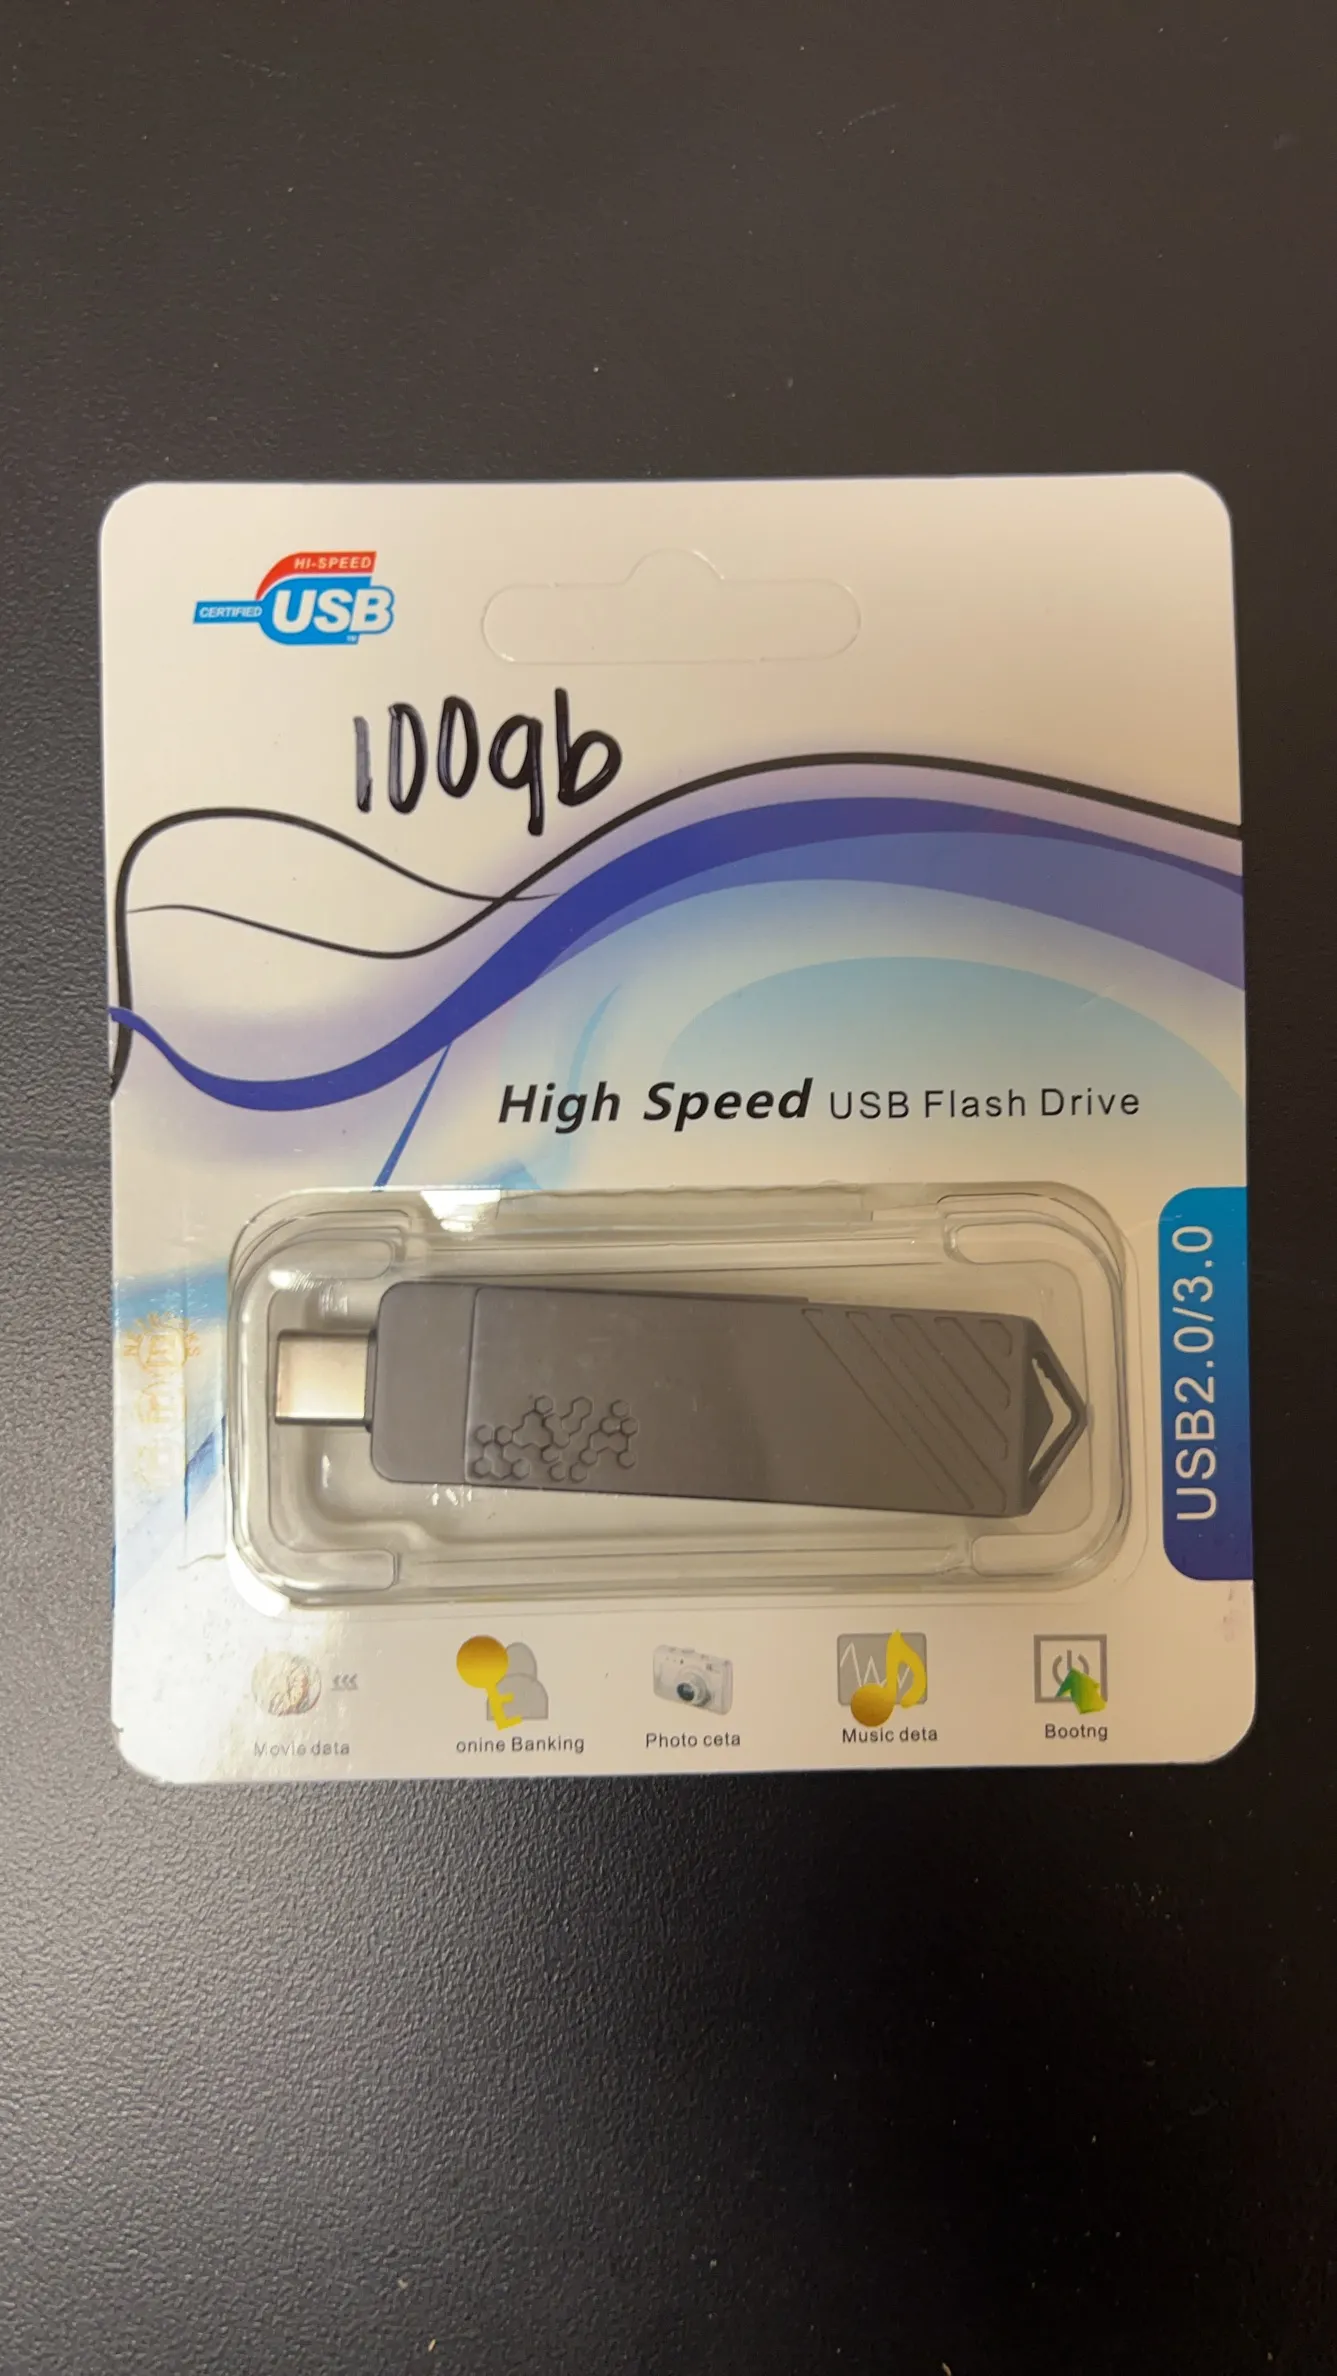 HI-SPEED
CERTIFIED USB
TM
100gb
High Speed USB Flash Drive
USB2.0/3.0
Movie data
onine Banking
Photo ceta
Music deta
Bootng